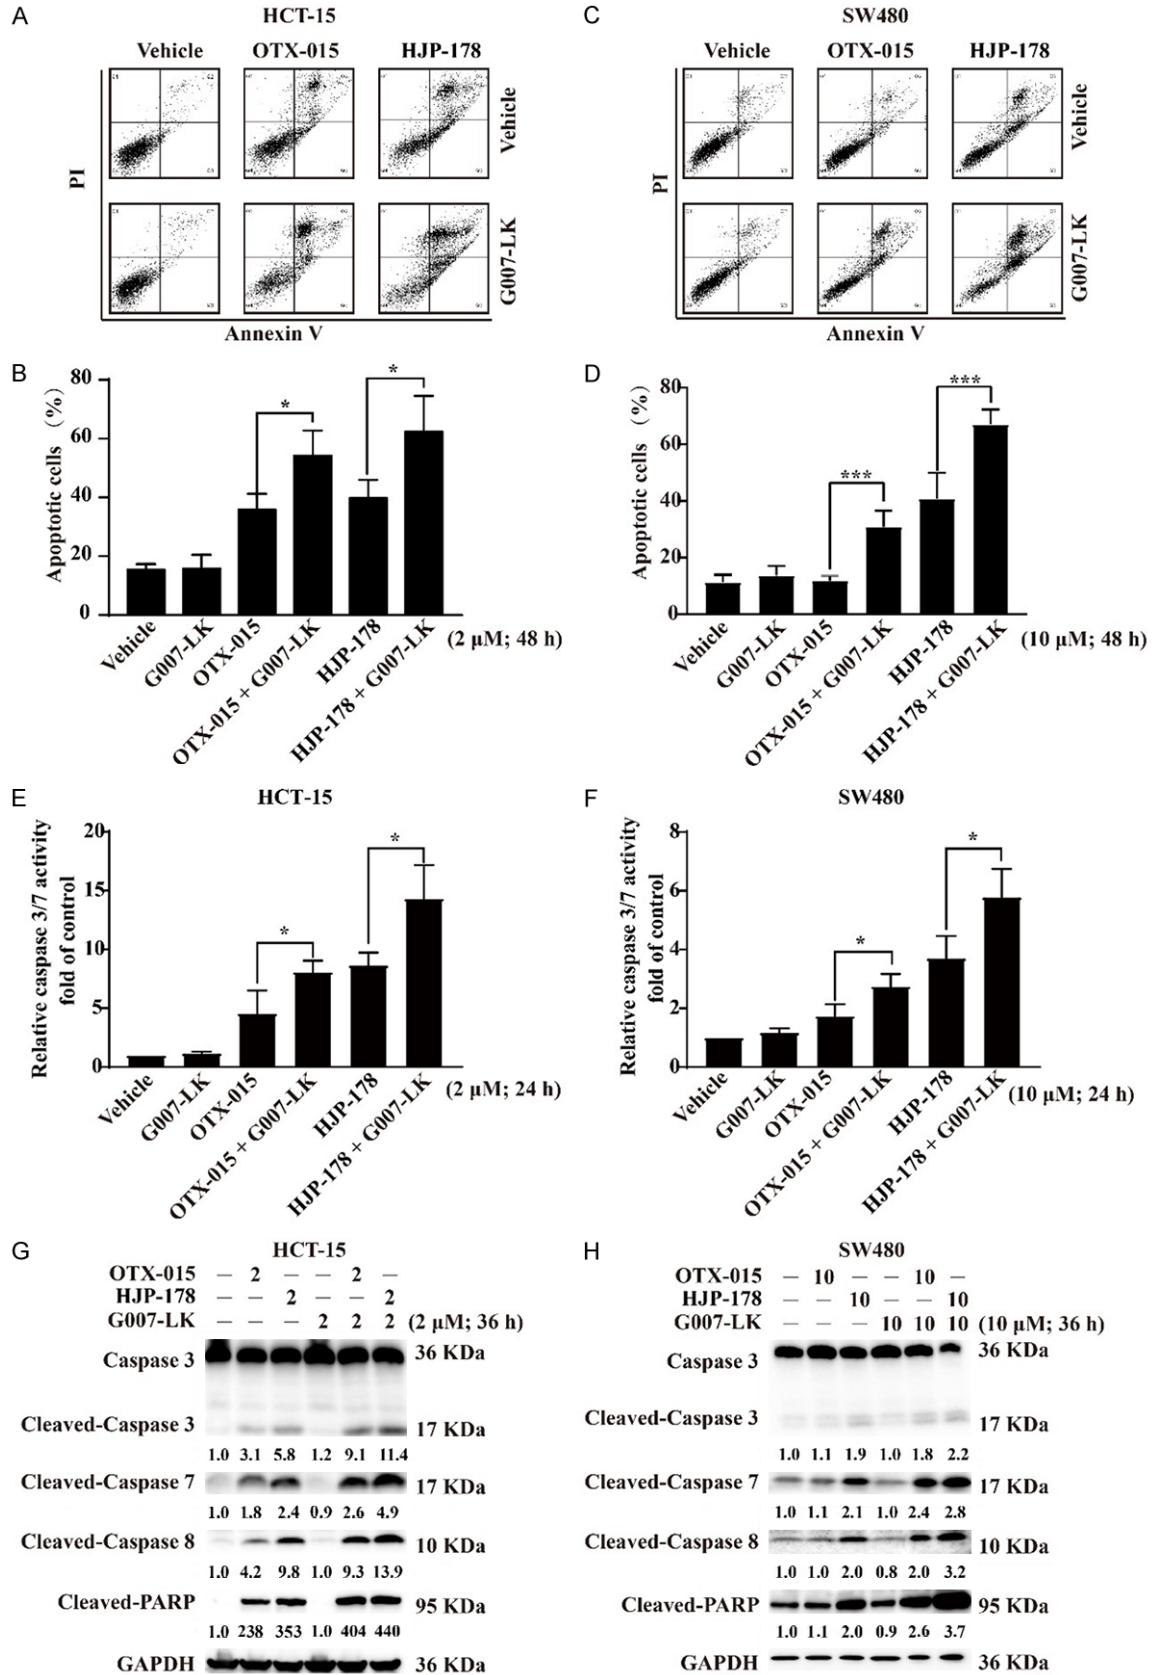 A
HCT-15
Vehicle OTX-015 HJP-178
Vehicle
G007-LK
PI
Annexin V
C
SW480
Vehicle OTX-015 HJP-178
Vehicle
G007-LK
PI
Annexin V
B
Apoptotic cells (%)
80
60
40
20
0
*
*
Vehicle
G007-LK
OTX-015
OTX-015 + G007-LK
HJP-178
HJP-178 + G007-LK
(2 μM; 48 h)
D
Apoptotic cells (%)
80
60
40
20
0
***
***
Vehicle
G007-LK
OTX-015
OTX-015 + G007-LK
HJP-178
HJP-178 + G007-LK
(10 μM; 48 h)
E
HCT-15
Relative caspase 3/7 activity
fold of control
20
15
10
5
0
*
*
Vehicle
G007-LK
OTX-015
OTX-015 + G007-LK
HJP-178
HJP-178 + G007-LK
(2 μM; 24 h)
F
SW480
Relative caspase 3/7 activity
fold of control
8
6
4
2
0
*
*
Vehicle
G007-LK
OTX-015
OTX-015 + G007-LK
HJP-178
HJP-178 + G007-LK
(10 μM; 24 h)
G
HCT-15
OTX-015 — 2 — — 2 —
HJP-178 — — 2 — — 2
G007-LK — — — 2 2 2 (2 μM; 36 h)
Caspase 3 36 KDa
Cleaved-Caspase 3 17 KDa
1.0 3.1 5.8 1.2 9.1 11.4
Cleaved-Caspase 7 17 KDa
1.0 1.8 2.4 0.9 2.6 4.9
Cleaved-Caspase 8 10 KDa
1.0 4.2 9.8 1.0 9.3 13.9
Cleaved-PARP 95 KDa
1.0 238 353 1.0 404 440
GAPDH 36 KDa
H
SW480
OTX-015 — 10 — — 10 —
HJP-178 — — 10 — — 10
G007-LK — — — 10 10 10 (10 μM; 36 h)
Caspase 3 36 KDa
Cleaved-Caspase 3 17 KDa
1.0 1.1 1.9 1.0 1.8 2.2
Cleaved-Caspase 7 17 KDa
1.0 1.1 2.1 1.0 2.4 2.8
Cleaved-Caspase 8 10 KDa
1.0 1.0 2.0 0.8 2.0 3.2
Cleaved-PARP 95 KDa
1.0 1.1 2.0 0.9 2.6 3.7
GAPDH 36 KDa